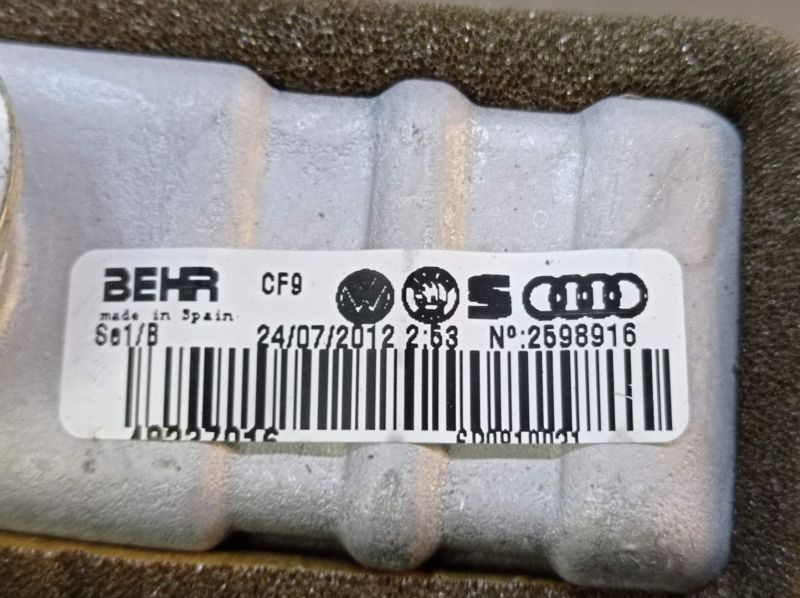 BEHR CF9
made in Spain
Se1/B 24/07/2012 2:53 Nº:2598916